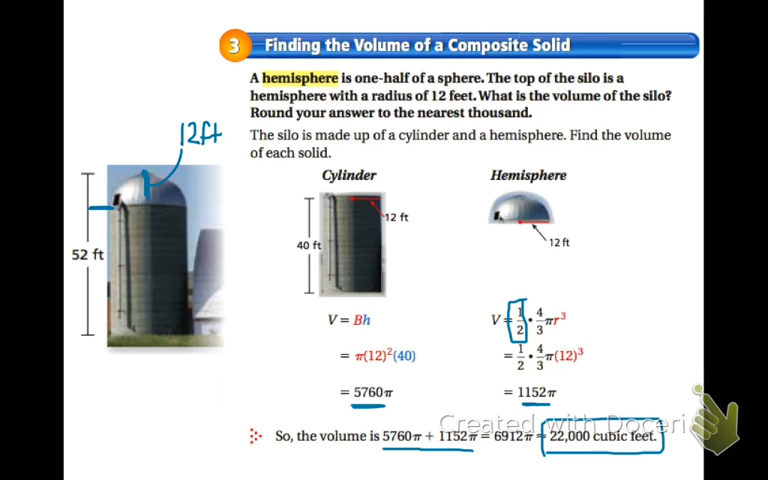 3 Finding the Volume of a Composite Solid
A hemisphere is one-half of a sphere. The top of the silo is a
hemisphere with a radius of 12 feet. What is the volume of the silo?
Round your answer to the nearest thousand.
The silo is made up of a cylinder and a hemisphere. Find the volume
of each solid.
12ft
52 ft
Cylinder
40 ft
12 ft
V = Bh
= π(12)²(40)
= 5760π
Hemisphere
12 ft
V = 1/2 · 4/3 πr³
= 1/2 · 4/3 π(12)³
= 1152π
Created with Doceri
So, the volume is 5760π + 1152π = 6912π ≈ 22,000 cubic feet.